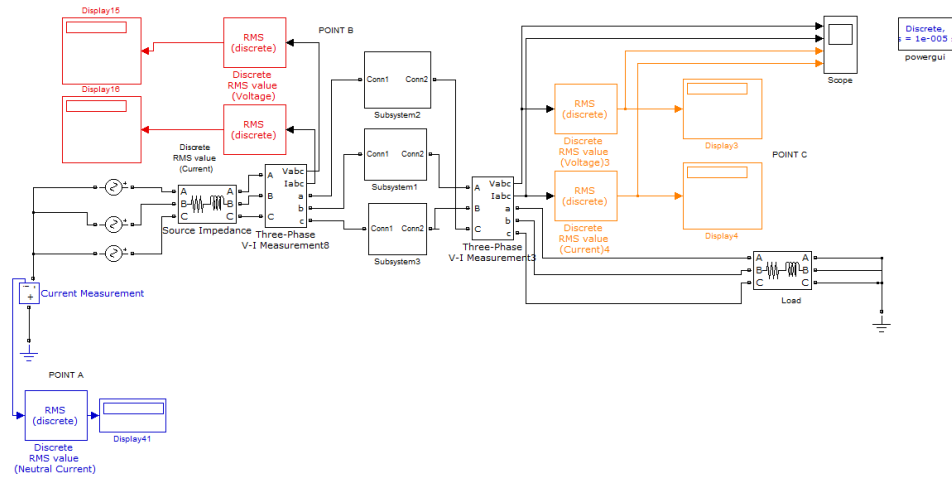 Display15
RMS
(discrete)
Discrete
RMS value
(Voltage)
POINT B
Display16
RMS
(discrete)
Discrete
RMS value
(Current)
Conn1 Conn2
Subsystem2
Conn1 Conn2
Subsystem1
Conn1 Conn2
Subsystem3
A A
B B
C C
Source Impedance
A
B
C
Vabc
Iabc
a
b
c
Three-Phase
V-I Measurement8
A
B
C
Vabc
Iabc
a
b
c
Three-Phase
V-I Measurement3
RMS
(discrete)
Discrete
RMS value
(Voltage)3
RMS
(discrete)
Discrete
RMS value
(Current)4
Display3
POINT C
Display4
Scope
Discrete,
= 1e-005
powergui
A A
B B
C C
Load
Current Measurement
POINT A
RMS
(discrete)
Discrete
RMS value
(Neutral Current)
Display41